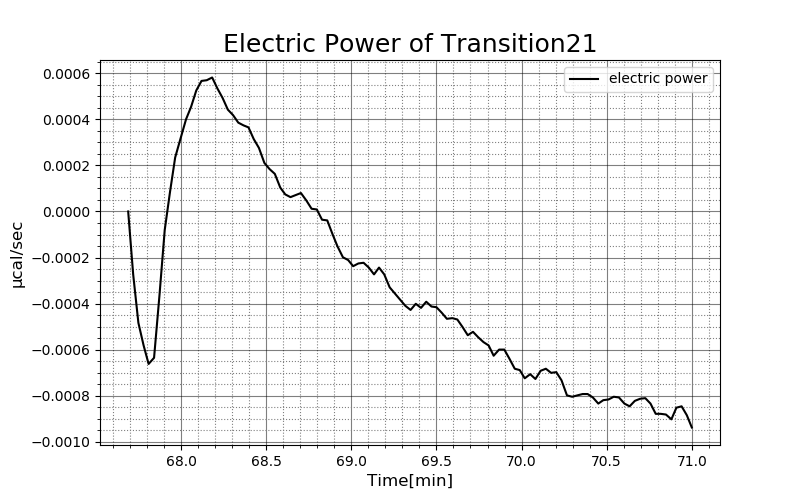 Electric Power of Transition21
electric power
0.0006
0.0004
0.0002
0.0000
−0.0002
−0.0004
−0.0006
−0.0008
−0.0010
μcal/sec
68.0 68.5 69.0 69.5 70.0 70.5 71.0
Time[min]